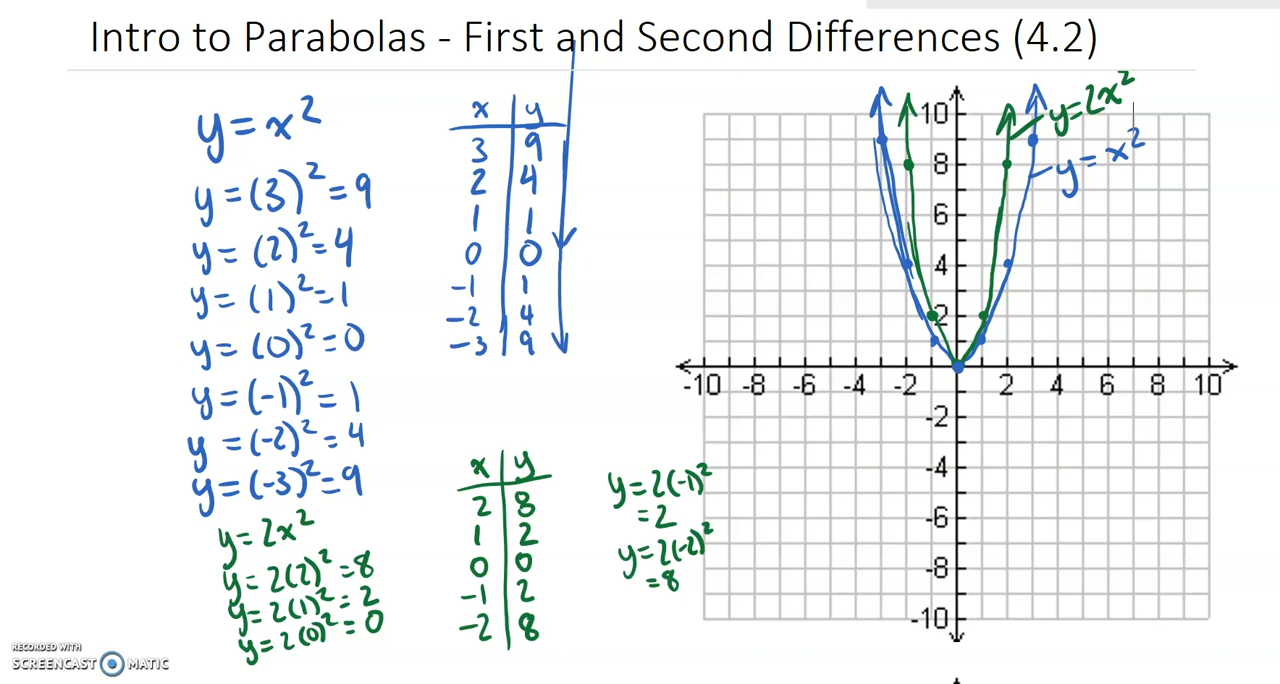 Intro to Parabolas - First and Second Differences (4.2)
y = x²
y = (3)² = 9
y = (2)² = 4
y = (1)² = 1
y = (0)² = 0
y = (-1)² = 1
y = (-2)² = 4
y = (-3)² = 9
y = 2x²
y = 2(2)² = 8
y = 2(1)² = 2
y = 2(0)² = 0
x y
3 9
2 4
1 1
0 0
-1 1
-2 4
-3 9
x y
2 8
1 2
0 0
-1 2
-2 8
y = 2(-1)²
= 2
y = 2(-2)²
= 8
y = 2x²
y = x²
10
8
6
4
2
-10 -8 -6 -4 -2 2 4 6 8 10
-2
-4
-6
-8
-10
RECORDED WITH
SCREENCAST MATIC